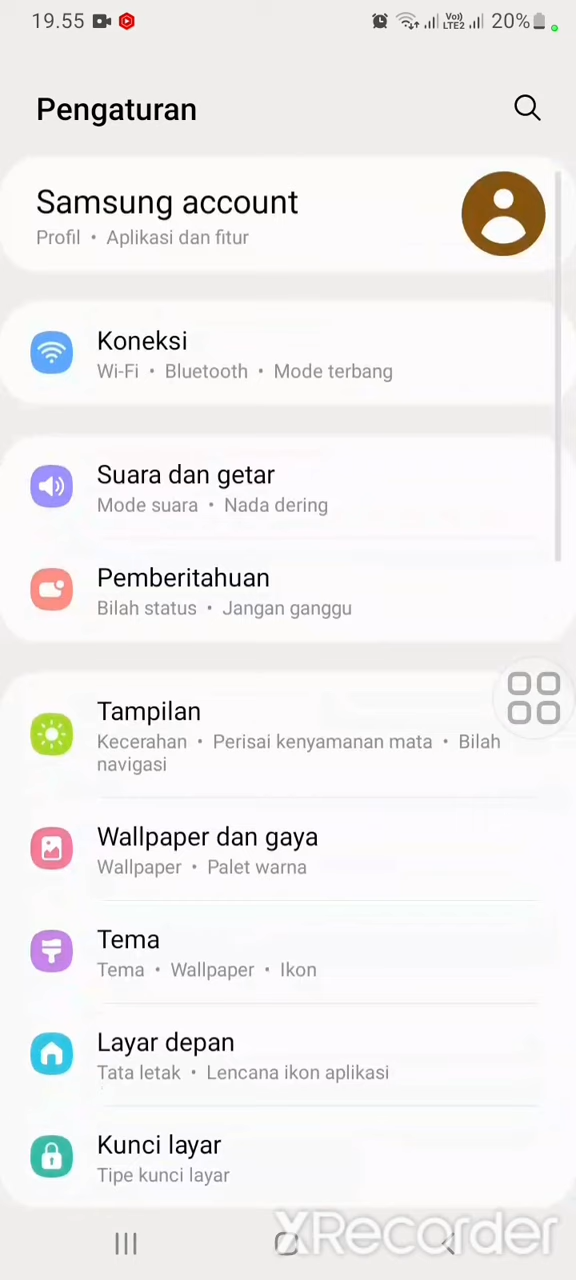 19.55
Vo))
LTE2
20%
Pengaturan
Samsung account
Profil • Aplikasi dan fitur
Koneksi
Wi-Fi • Bluetooth • Mode terbang
Suara dan getar
Mode suara • Nada dering
Pemberitahuan
Bilah status • Jangan ganggu
Tampilan
Kecerahan • Perisai kenyamanan mata • Bilah
navigasi
Wallpaper dan gaya
Wallpaper • Palet warna
Tema
Tema • Wallpaper • Ikon
Layar depan
Tata letak • Lencana ikon aplikasi
Kunci layar
Tipe kunci layar
XRecorder